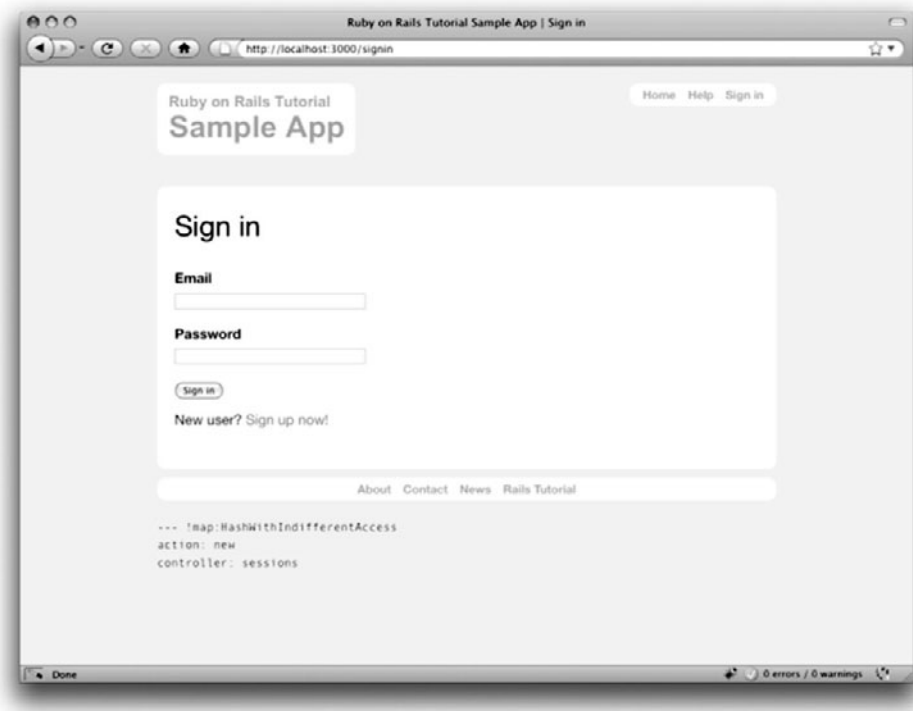 Ruby on Rails Tutorial Sample App | Sign in
http://localhost:3000/signin
Ruby on Rails Tutorial
Sample App
Home Help Sign in
Sign in
Email
Password
Sign in
New user? Sign up now!
About Contact News Rails Tutorial
--- !map:HashWithIndifferentAccess
action: new
controller: sessions
Done
0 errors / 0 warnings